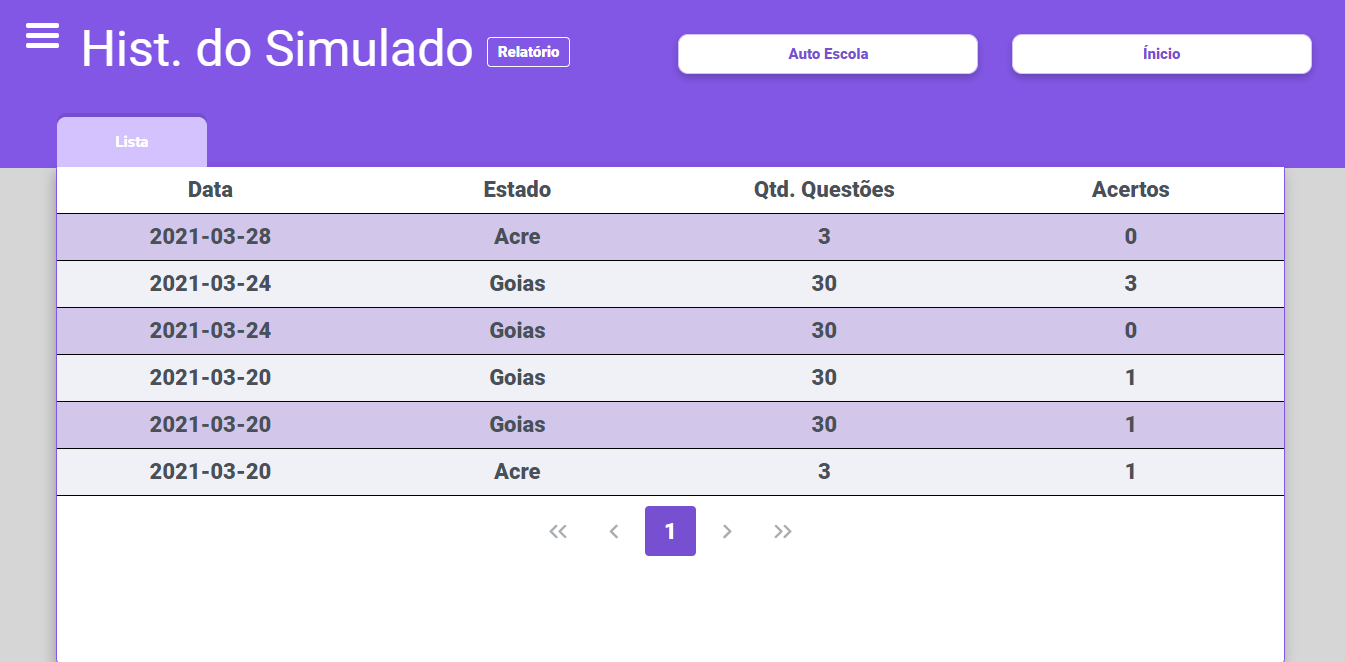 Hist. do Simulado Relatório Auto Escola Ínicio
Lista
Data Estado Qtd. Questões Acertos
2021-03-28 Acre 3 0
2021-03-24 Goias 30 3
2021-03-24 Goias 30 0
2021-03-20 Goias 30 1
2021-03-20 Goias 30 1
2021-03-20 Acre 3 1
1